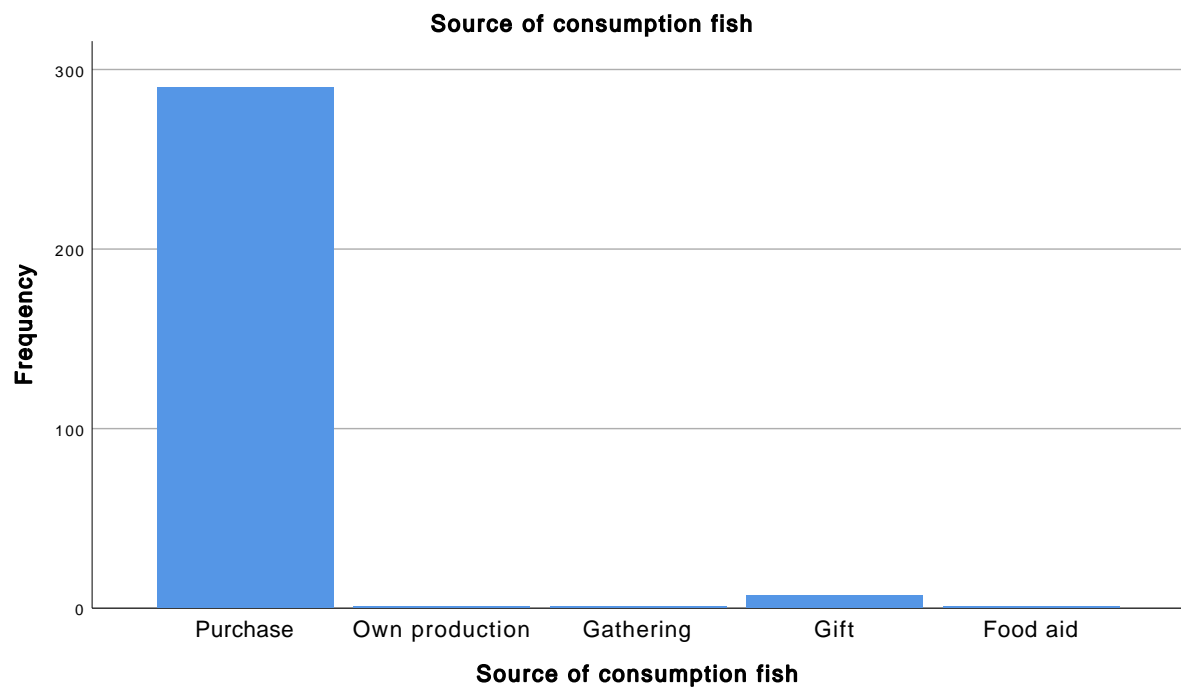 Source of consumption fish
300
200
100
0
Frequency
Purchase Own production Gathering Gift Food aid
Source of consumption fish